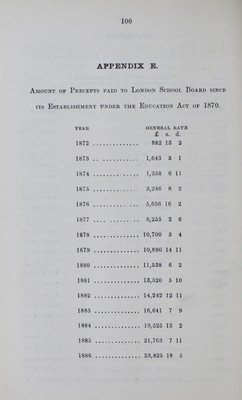 100
APPENDIX E.
AMOUNT OF PRECEPTS PAID TO LONDON SCHOOL BOARD SINCE
ITS ESTABLISHMENT UNDER THE EDUCATION ACT OF 1870.
YEAR GENERAL RATE
£ s. d.
1872 .............. 882 13 2
1873 .. ........... 1,643 3 1
1874 .............. 1,358 6 11
1875 .............. 3,246 8 2
1876 .............. 5,656 16 2
1877 .............. 8,255 2 6
1878 .............. 10,700 3 4
1879 .............. 10,680 14 11
1880 .............. 11,538 6 2
1881 .............. 13,520 5 10
1882 .............. 14,242 12 11
1883 .............. 16,641 7 9
1884 .............. 19,525 13 2
1885 .............. 21,763 7 11
1886 .............. 23,825 18 5